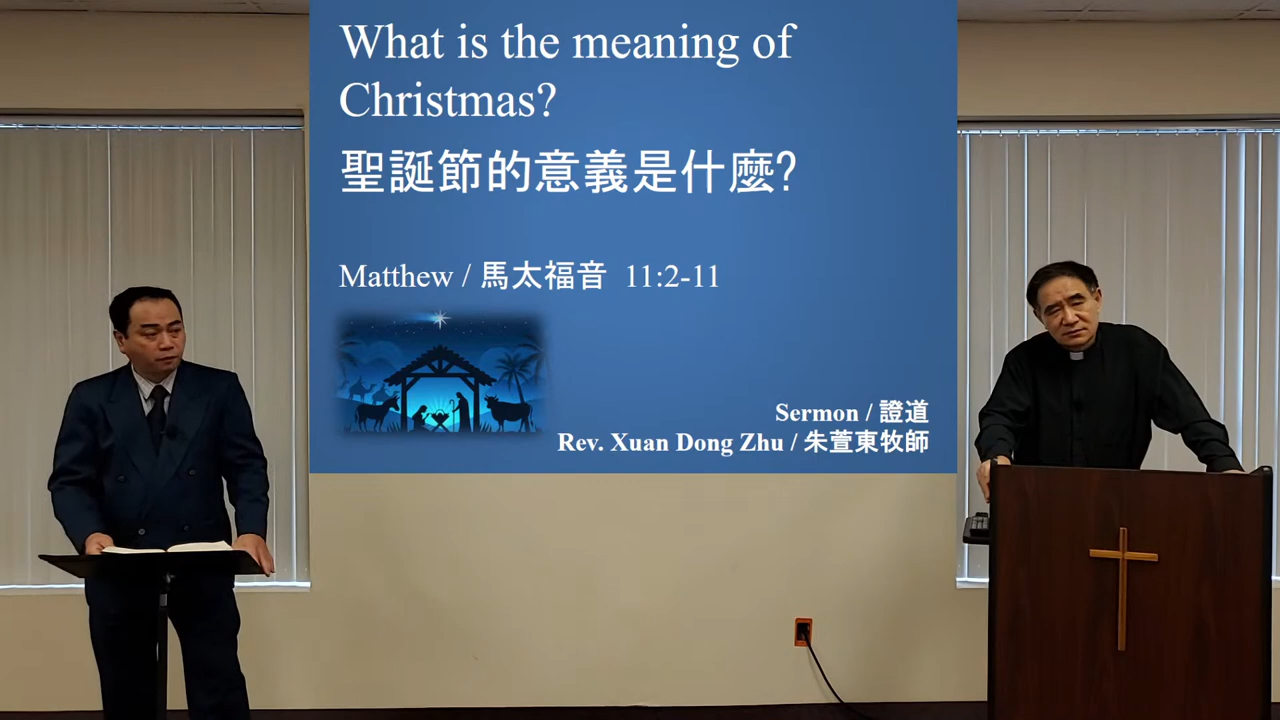 What is the meaning of
Christmas?
聖誕節的意義是什麼?
Matthew / 馬太福音 11:2-11
Sermon / 證道
Rev. Xuan Dong Zhu / 朱萱東牧師